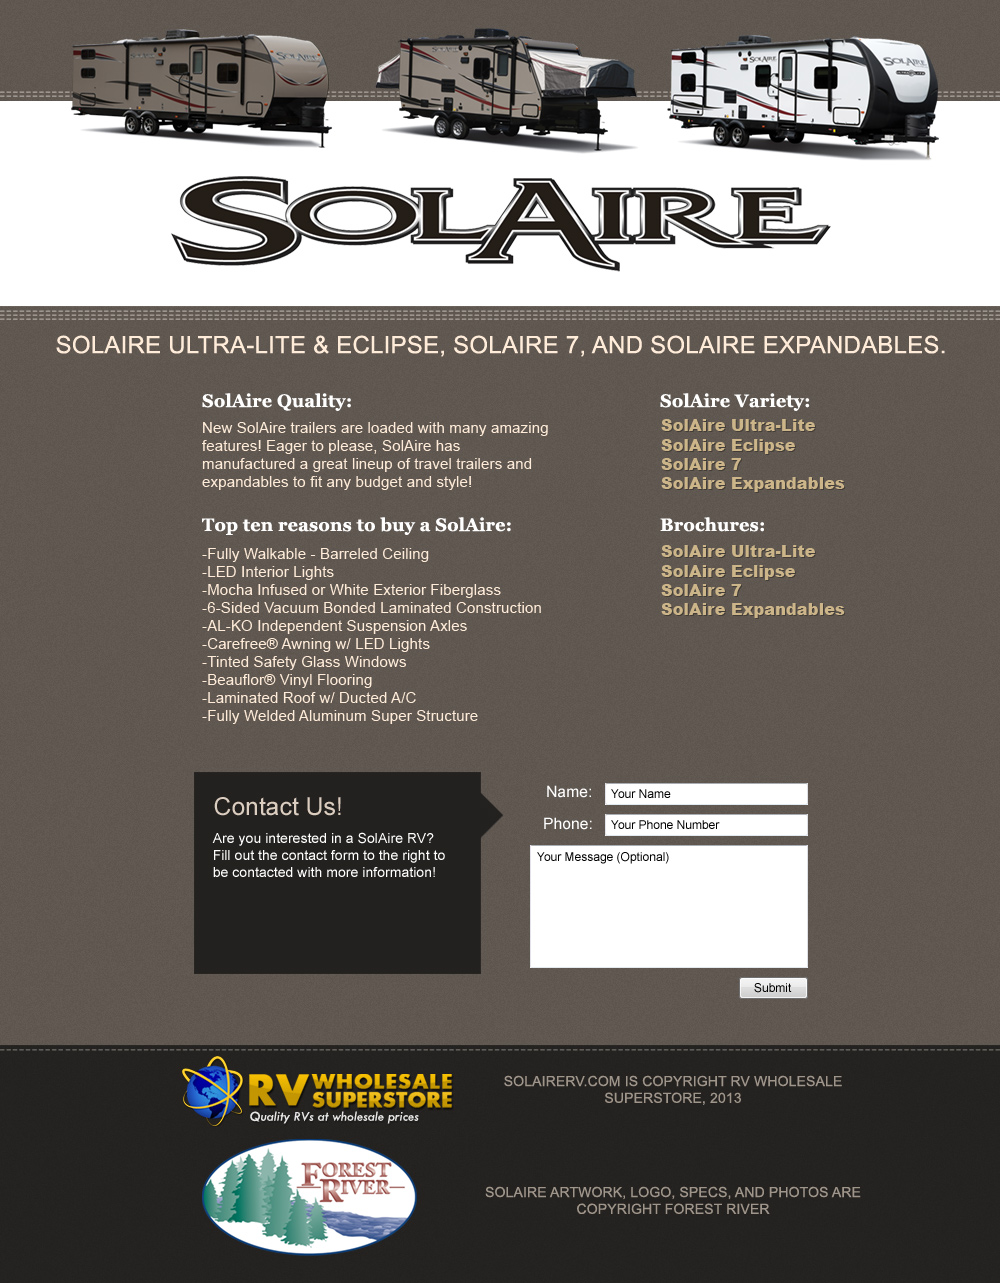 SOLAIRE
SOLAIRE
SOLAIRE
SOLAIRE
SOLAIRE ULTRA-LITE & ECLIPSE, SOLAIRE 7, AND SOLAIRE EXPANDABLES.
SolAire Quality:
New SolAire trailers are loaded with many amazing
features! Eager to please, SolAire has
manufactured a great lineup of travel trailers and
expandables to fit any budget and style!
Top ten reasons to buy a SolAire:
-Fully Walkable - Barreled Ceiling
-LED Interior Lights
-Mocha Infused or White Exterior Fiberglass
-6-Sided Vacuum Bonded Laminated Construction
-AL-KO Independent Suspension Axles
-Carefree® Awning w/ LED Lights
-Tinted Safety Glass Windows
-Beauflor® Vinyl Flooring
-Laminated Roof w/ Ducted A/C
-Fully Welded Aluminum Super Structure
SolAire Variety:
SolAire Ultra-Lite
SolAire Eclipse
SolAire 7
SolAire Expandables
Brochures:
SolAire Ultra-Lite
SolAire Eclipse
SolAire 7
SolAire Expandables
Contact Us!
Are you interested in a SolAire RV?
Fill out the contact form to the right to
be contacted with more information!
Name: Your Name
Phone: Your Phone Number
Your Message (Optional)
Submit
RV WHOLESALE
SUPERSTORE
Quality RVs at wholesale prices
SOLAIRERV.COM IS COPYRIGHT RV WHOLESALE
SUPERSTORE, 2013
FOREST
RIVER
SOLAIRE ARTWORK, LOGO, SPECS, AND PHOTOS ARE
COPYRIGHT FOREST RIVER